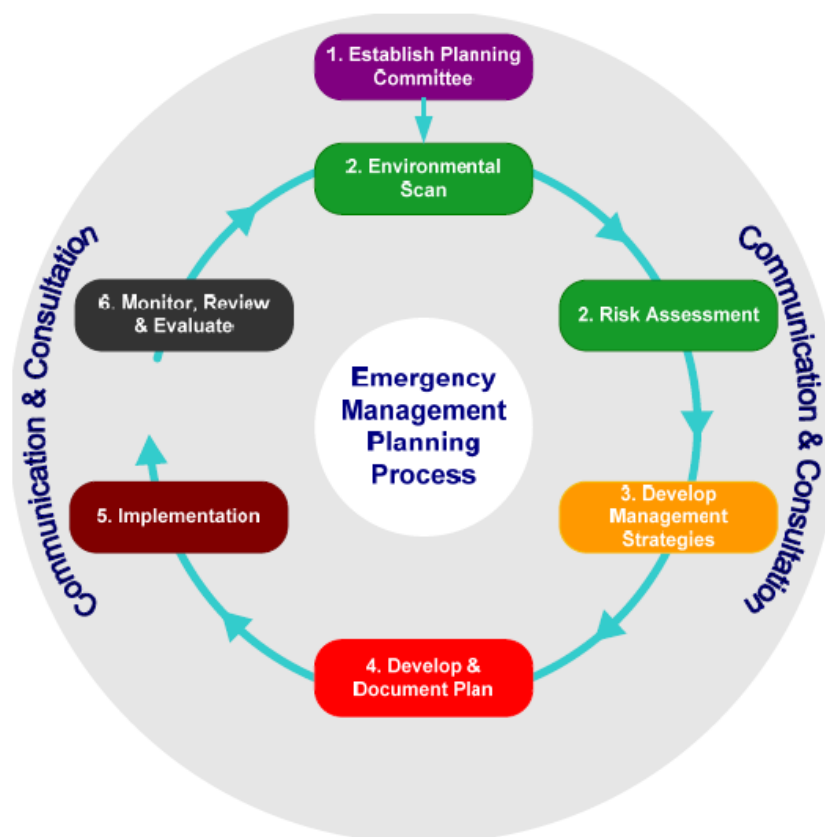 1. Establish Planning
Committee
2. Environmental
Scan
2. Risk Assessment
3. Develop
Management
Strategies
4. Develop &
Document Plan
5. Implementation
6. Monitor, Review
& Evaluate
Emergency
Management
Planning
Process
Communication & Consultation
Communication & Consultation